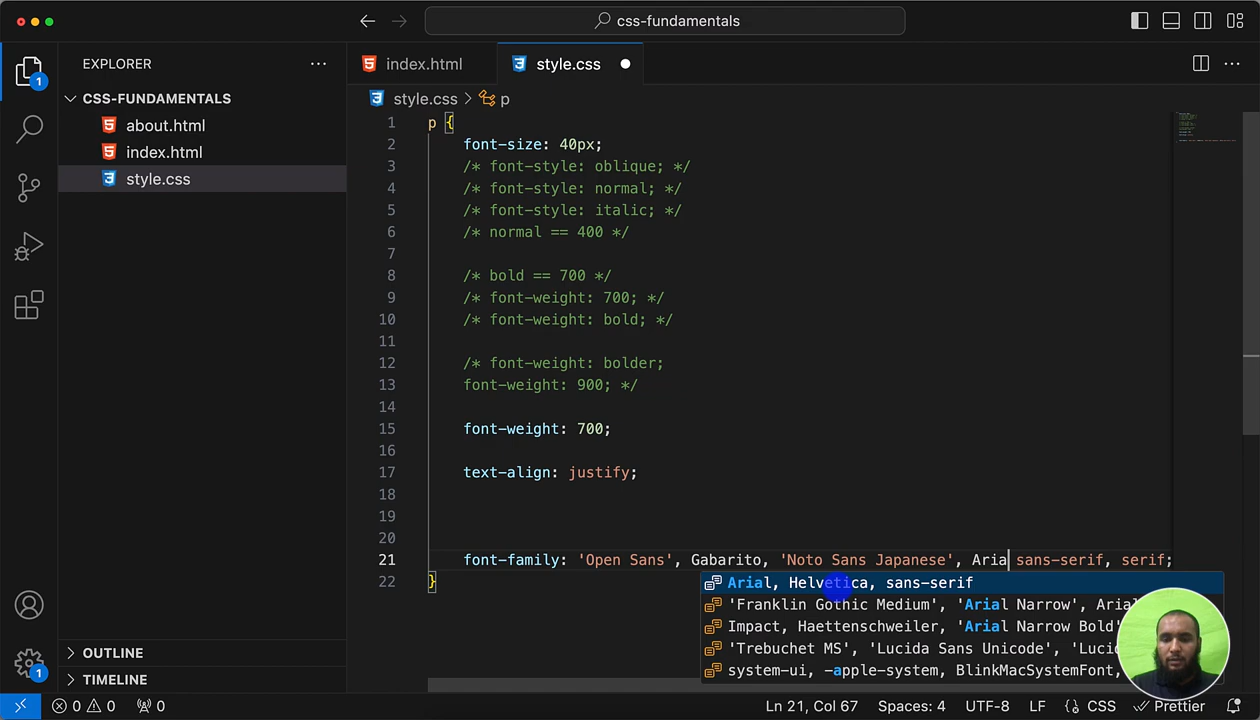 css-fundamentals
EXPLORER
index.html
style.css
CSS-FUNDAMENTALS
style.css > p
about.html
index.html
style.css
1 p {
2 font-size: 40px;
3 /* font-style: oblique; */
4 /* font-style: normal; */
5 /* font-style: italic; */
6 /* normal == 400 */
7
8 /* bold == 700 */
9 /* font-weight: 700; */
10 /* font-weight: bold; */
11
12 /* font-weight: bolder;
13 font-weight: 900; */
14
15 font-weight: 700;
16
17 text-align: justify;
18
19
20
21 font-family: 'Open Sans', Gabarito, 'Noto Sans Japanese', Aria sans-serif, serif;
22 }
Arial, Helvetica, sans-serif
'Franklin Gothic Medium', 'Arial Narrow', Arial
Impact, Haettenschweiler, 'Arial Narrow Bold'
'Trebuchet MS', 'Lucida Sans Unicode',
system-ui, -apple-system, BlinkMacSystemFont,
OUTLINE
TIMELINE
1
1
0 0 0
Ln 21, Col 67 Spaces: 4 UTF-8 LF {} CSS Prettier